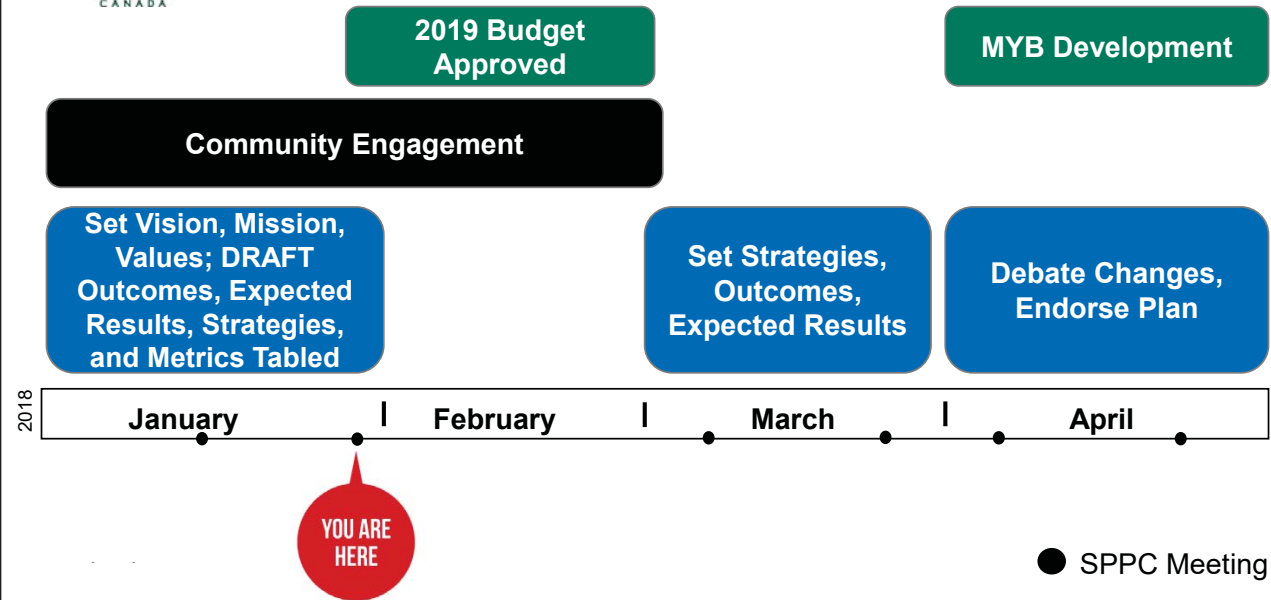 CANADA
2019 Budget
Approved
MYB Development
Community Engagement
Set Vision, Mission,
Values; DRAFT
Outcomes, Expected
Results, Strategies,
and Metrics Tabled
Set Strategies,
Outcomes,
Expected Results
Debate Changes,
Endorse Plan
2018
January
February
March
April
YOU ARE
HERE
SPPC Meeting